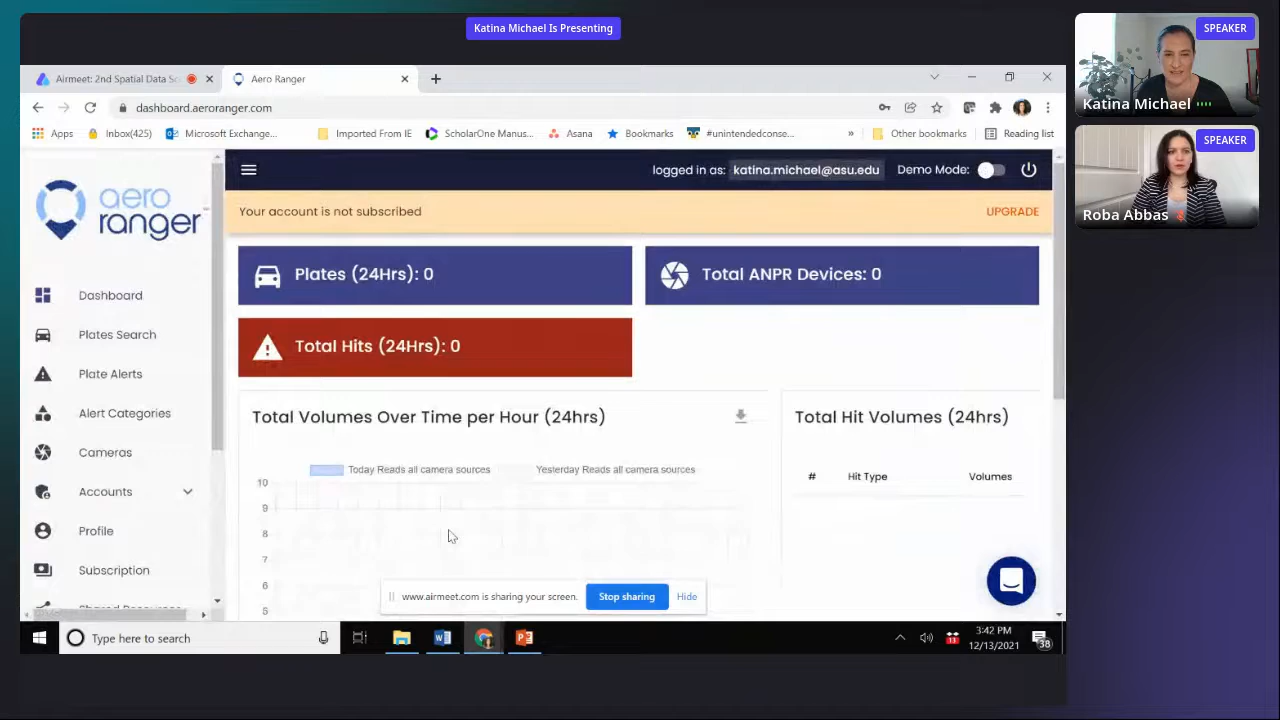 Katina Michael Is Presenting
SPEAKER
Katina Michael
SPEAKER
Roba Abbas
Airmeet: 2nd Spatial Data Sc
Aero Ranger
dashboard.aeroranger.com
Apps
Inbox(425)
Microsoft Exchange...
Imported From IE
ScholarOne Manus...
Asana
Bookmarks
#unintendedconse...
»
Other bookmarks
Reading list
aero
ranger
logged in as: katina.michael@asu.edu
Demo Mode:
Your account is not subscribed
UPGRADE
Plates (24Hrs): 0
Total ANPR Devices: 0
Total Hits (24Hrs): 0
Dashboard
Plates Search
Plate Alerts
Alert Categories
Cameras
Accounts
Profile
Subscription
Total Volumes Over Time per Hour (24hrs)
Today Reads all camera sources
Yesterday Reads all camera sources
10
9
8
7
6
5
Total Hit Volumes (24hrs)
# Hit Type Volumes
www.airmeet.com is sharing your screen.
Stop sharing
Hide
Type here to search
3:42 PM
12/13/2021
38